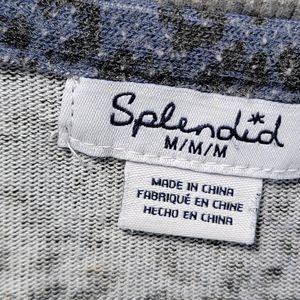 Splendid*
M/M/M
MADE IN CHINA
FABRIQUÉ EN CHINE
HECHO EN CHINA